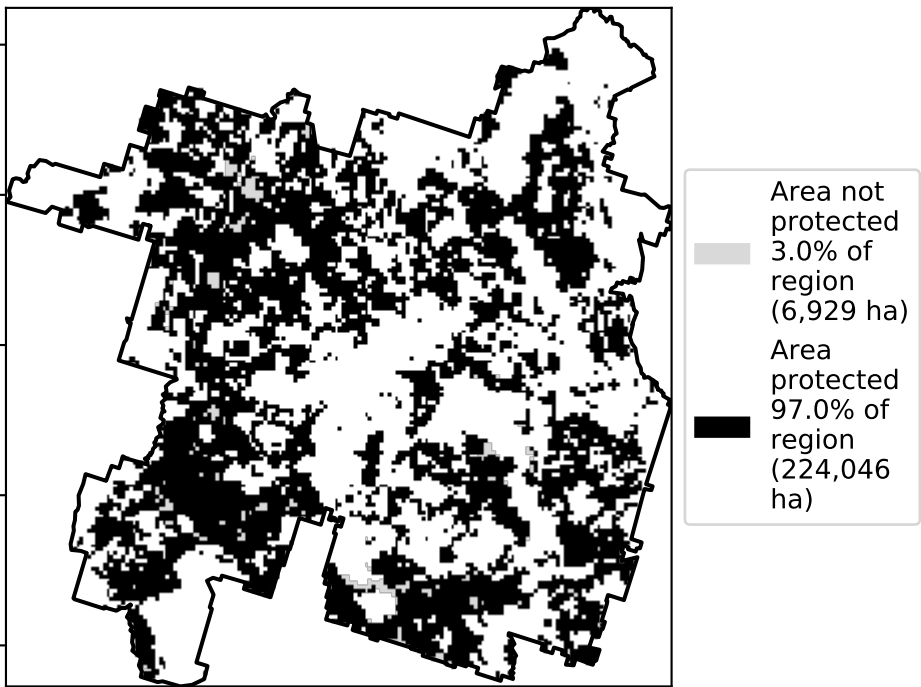 Area not
protected
3.0% of
region
(6,929 ha)
Area
protected
97.0% of
region
(224,046
ha)